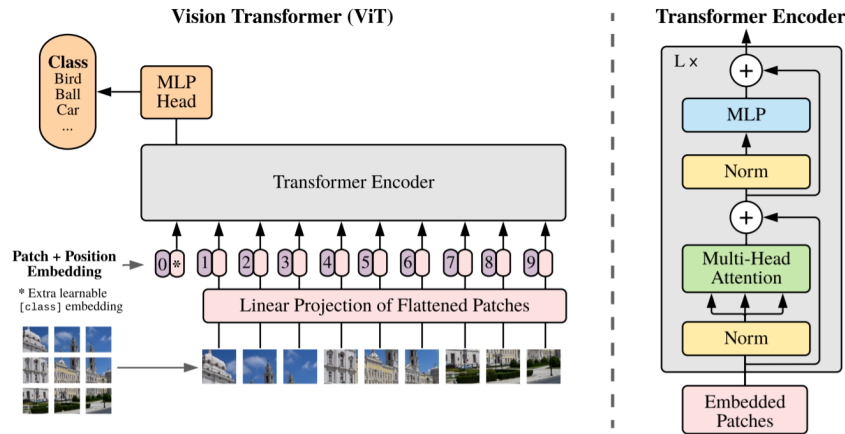 Vision Transformer (ViT)
Class
Bird
Ball
Car
...
MLP
Head
Transformer Encoder
Patch + Position
Embedding
* Extra learnable
[class] embedding
0 * 1 2 3 4 5 6 7 8 9
Linear Projection of Flattened Patches
Transformer Encoder
L ×
+
MLP
Norm
+
Multi-Head
Attention
Norm
Embedded
Patches